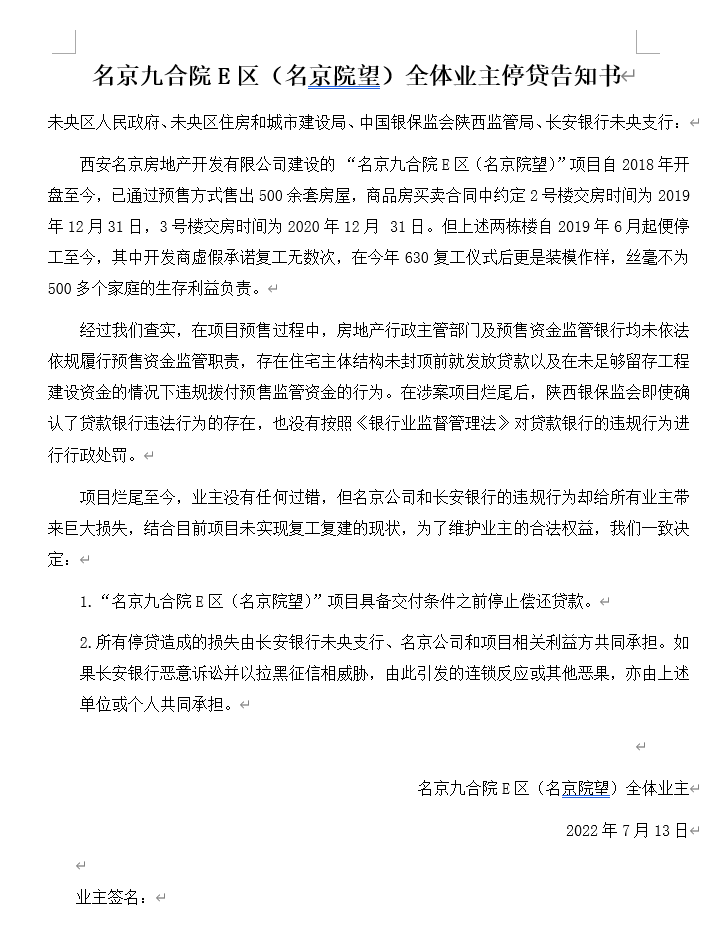 名京九合院E区（名京院望）全体业主停贷告知书
未央区人民政府、未央区住房和城市建设局、中国银保监会陕西监管局、长安银行未央支行：
西安名京房地产开发有限公司建设的 “名京九合院E区（名京院望）”项目自2018年开
盘至今，已通过预售方式售出500余套房屋，商品房买卖合同中约定2号楼交房时间为2019
年12月31日，3号楼交房时间为2020年12月 31日。但上述两栋楼自2019年6月起便停
工至今，其中开发商虚假承诺复工无数次，在今年630复工仪式后更是装模作样，丝毫不为
500多个家庭的生存利益负责。
经过我们查实，在项目预售过程中，房地产行政主管部门及预售资金监管银行均未依法
依规履行预售资金监管职责，存在住宅主体结构未封顶前就发放贷款以及在未足够留存工程
建设资金的情况下违规拨付预售监管资金的行为。在涉案项目烂尾后，陕西银保监会即使确
认了贷款银行违法行为的存在，也没有按照《银行业监督管理法》对贷款银行的违规行为进
行行政处罚。
项目烂尾至今，业主没有任何过错，但名京公司和长安银行的违规行为却给所有业主带
来巨大损失，结合目前项目未实现复工复建的现状，为了维护业主的合法权益，我们一致决
定：
1.“名京九合院E区（名京院望）”项目具备交付条件之前停止偿还贷款。
2.所有停贷造成的损失由长安银行未央支行、名京公司和项目相关利益方共同承担。如
果长安银行恶意诉讼并以拉黑征信相威胁，由此引发的连锁反应或其他恶果，亦由上述
单位或个人共同承担。
名京九合院E区（名京院望）全体业主
2022年7月13日
业主签名：